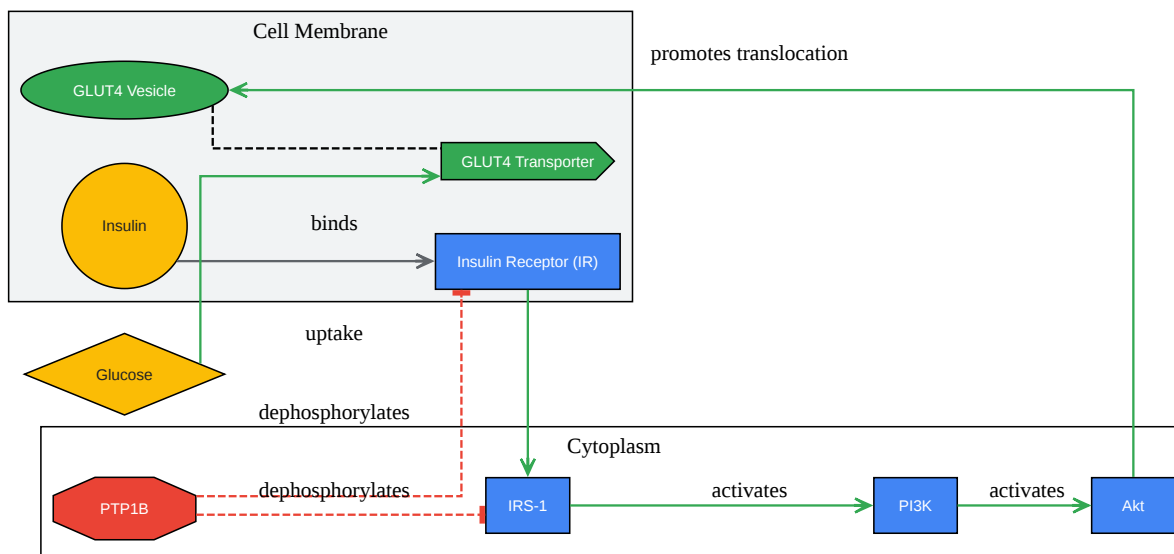 Cell Membrane
promotes translocation
GLUT4 Vesicle
GLUT4 Transporter
Insulin
binds
Insulin Receptor (IR)
uptake
Glucose
dephosphorylates
Cytoplasm
dephosphorylates
activates
activates
PTP1B
IRS-1
PI3K
Akt